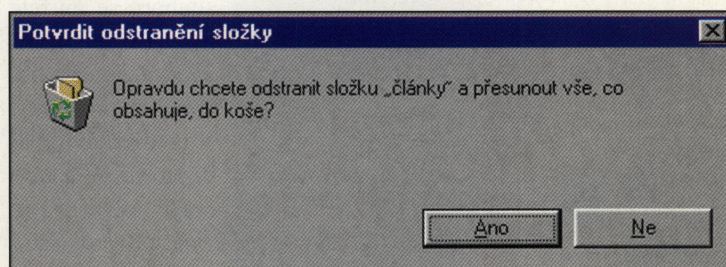 Potvrdit odstranění složky
Opravdu chcete odstranit složku „články“ a přesunout vše, co
obsahuje, do koše?
Ano
Ne